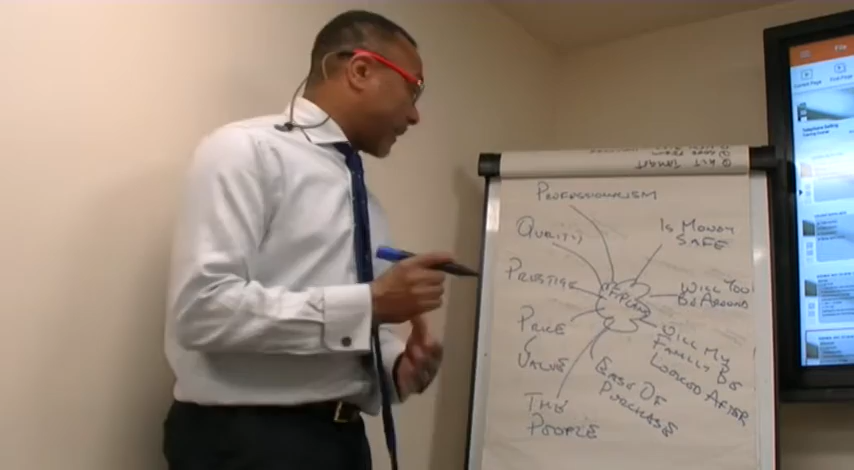 PROFESSIONALISM
QUALITY
IS MONEY
SAFE
PRESTIGE
WILL YOU
BE AROUND
PRICE
VALUE
WILL MY
FAMILY BE
LOOKED AFTER
EASE OF
PURCHASE
THE
PEOPLE